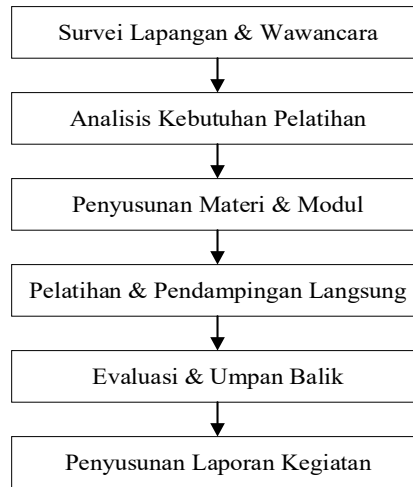 Survei Lapangan & Wawancara
Analisis Kebutuhan Pelatihan
Penyusunan Materi & Modul
Pelatihan & Pendampingan Langsung
Evaluasi & Umpan Balik
Penyusunan Laporan Kegiatan